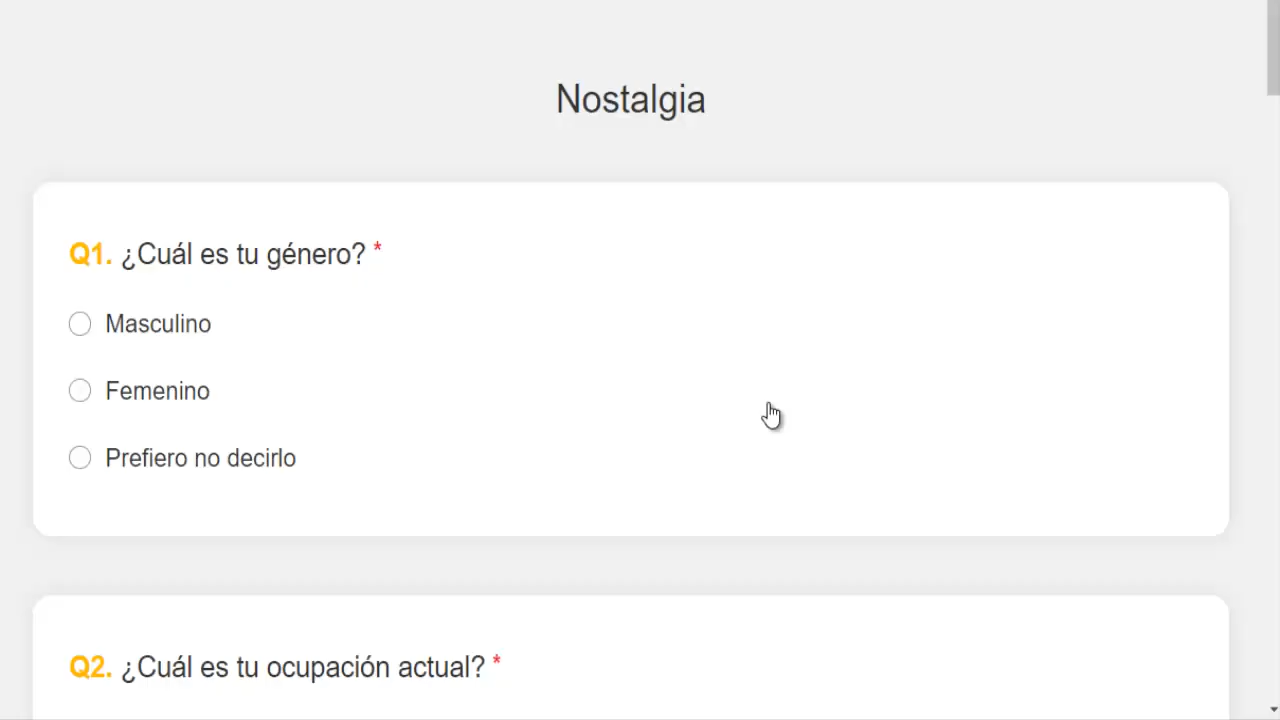 Nostalgia
Q1. ¿Cuál es tu género? *
Masculino
Femenino
Prefiero no decirlo
Q2. ¿Cuál es tu ocupación actual? *